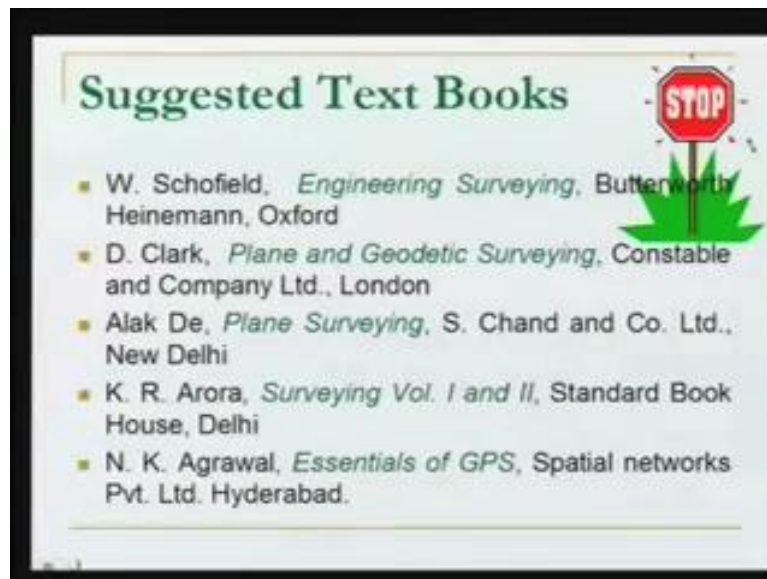 Suggested Text Books
STOP
W. Schofield, Engineering Surveying, Butterworth
Heinemann, Oxford
D. Clark, Plane and Geodetic Surveying, Constable
and Company Ltd., London
Alak De, Plane Surveying, S. Chand and Co. Ltd.,
New Delhi
K. R. Arora, Surveying Vol. I and II, Standard Book
House, Delhi
N. K. Agrawal, Essentials of GPS, Spatial networks
Pvt. Ltd. Hyderabad.